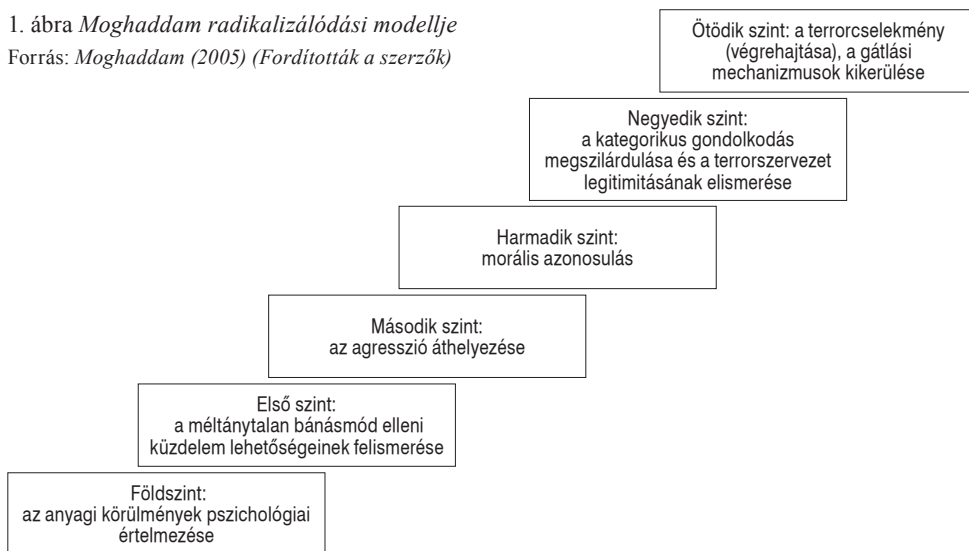 1. ábra Moghaddam radikalizálódási modellje
Forrás: Moghaddam (2005) (Fordították a szerzők)
Ötödik szint: a terrorcselekmény
(végrehajtása), a gátlási
mechanizmusok kikerülése
Negyedik szint:
a kategorikus gondolkodás
megszilárdulása és a terrorszervezet
legitimitásának elismerése
Harmadik szint:
morális azonosulás
Második szint:
az agresszió áthelyezése
Első szint:
a méltánytalan bánásmód elleni
küzdelem lehetőségeinek felismerése
Földszint:
az anyagi körülmények pszichológiai
értelmezése